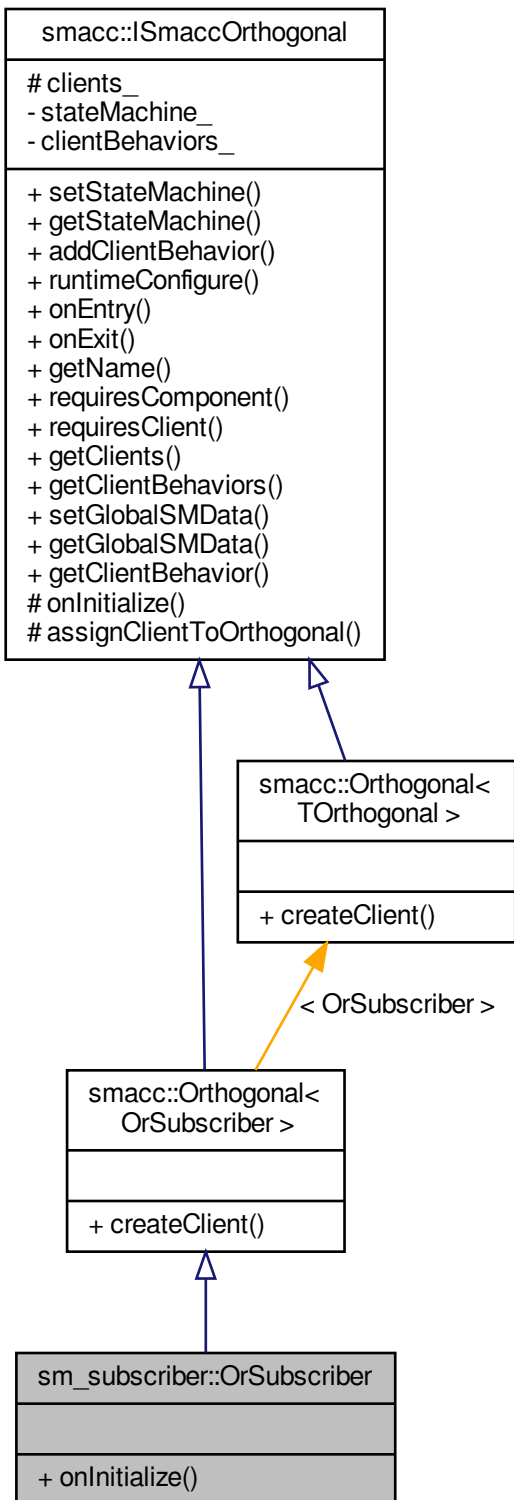 smacc::ISmaccOrthogonal
# clients_
- stateMachine_
- clientBehaviors_
+ setStateMachine()
+ getStateMachine()
+ addClientBehavior()
+ runtimeConfigure()
+ onEntry()
+ onExit()
+ getName()
+ requiresComponent()
+ requiresClient()
+ getClients()
+ getClientBehaviors()
+ setGlobalSMData()
+ getGlobalSMData()
+ getClientBehavior()
# onInitialize()
# assignClientToOrthogonal()
smacc::Orthogonal<
TOrthogonal >
+ createClient()
< OrSubscriber >
smacc::Orthogonal<
OrSubscriber >
+ createClient()
sm_subscriber::OrSubscriber
+ onInitialize()